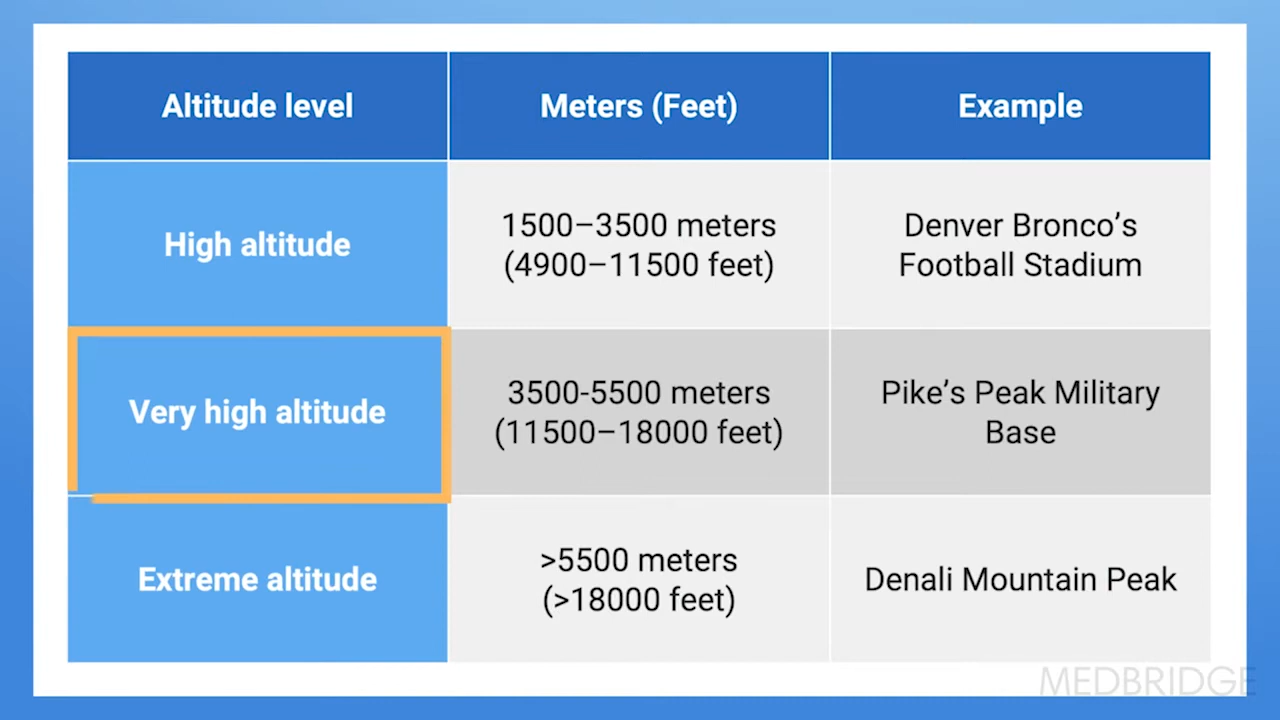 Altitude level
Meters (Feet)
Example
High altitude
1500–3500 meters
(4900–11500 feet)
Denver Bronco’s
Football Stadium
Very high altitude
3500-5500 meters
(11500–18000 feet)
Pike’s Peak Military
Base
Extreme altitude
>5500 meters
(>18000 feet)
Denali Mountain Peak
MEDBRIDGE